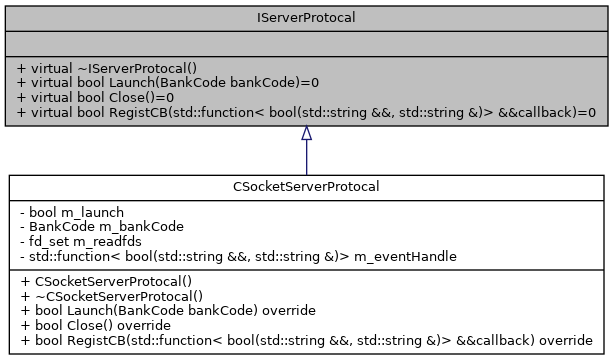 IServerProtocal
+ virtual ~IServerProtocal()
+ virtual bool Launch(BankCode bankCode)=0
+ virtual bool Close()=0
+ virtual bool RegistCB(std::function< bool(std::string &&, std::string &)> &&callback)=0
CSocketServerProtocal
- bool m_launch
- BankCode m_bankCode
- fd_set m_readfds
- std::function< bool(std::string &&, std::string &)> m_eventHandle
+ CSocketServerProtocal()
+ ~CSocketServerProtocal()
+ bool Launch(BankCode bankCode) override
+ bool Close() override
+ bool RegistCB(std::function< bool(std::string &&, std::string &)> &&callback) override